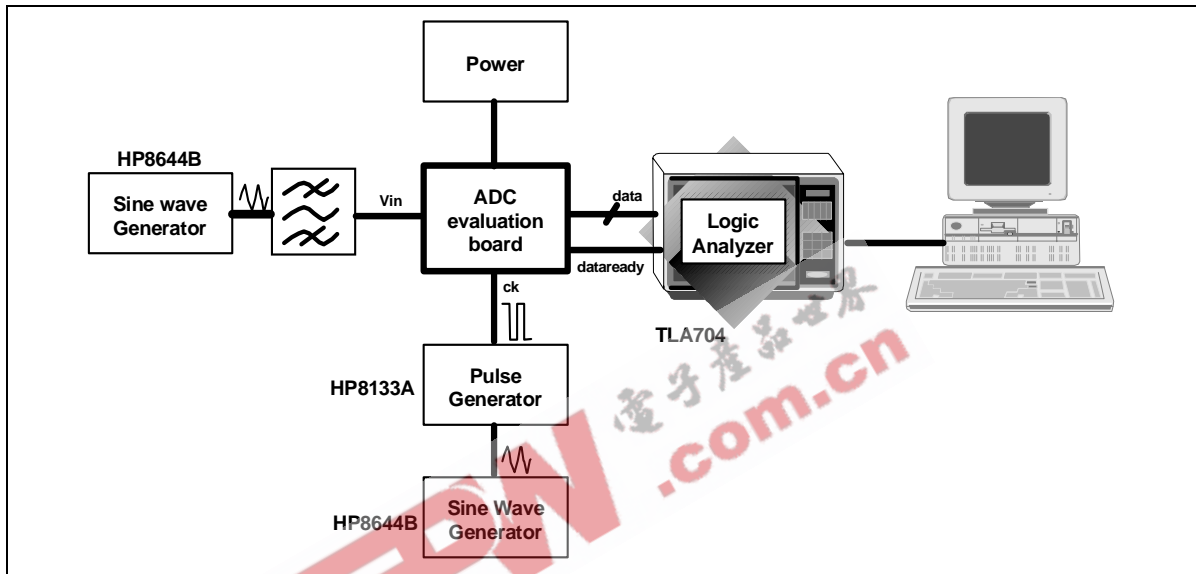 Power
HP8644B
Sine wave
Generator
Vin
ADC
evaluation
board
data
dataready
Logic
Analyzer
TLA704
ck
HP8133A
Pulse
Generator
HP8644B
Sine Wave
Generator
電子產品世界
.com.cn